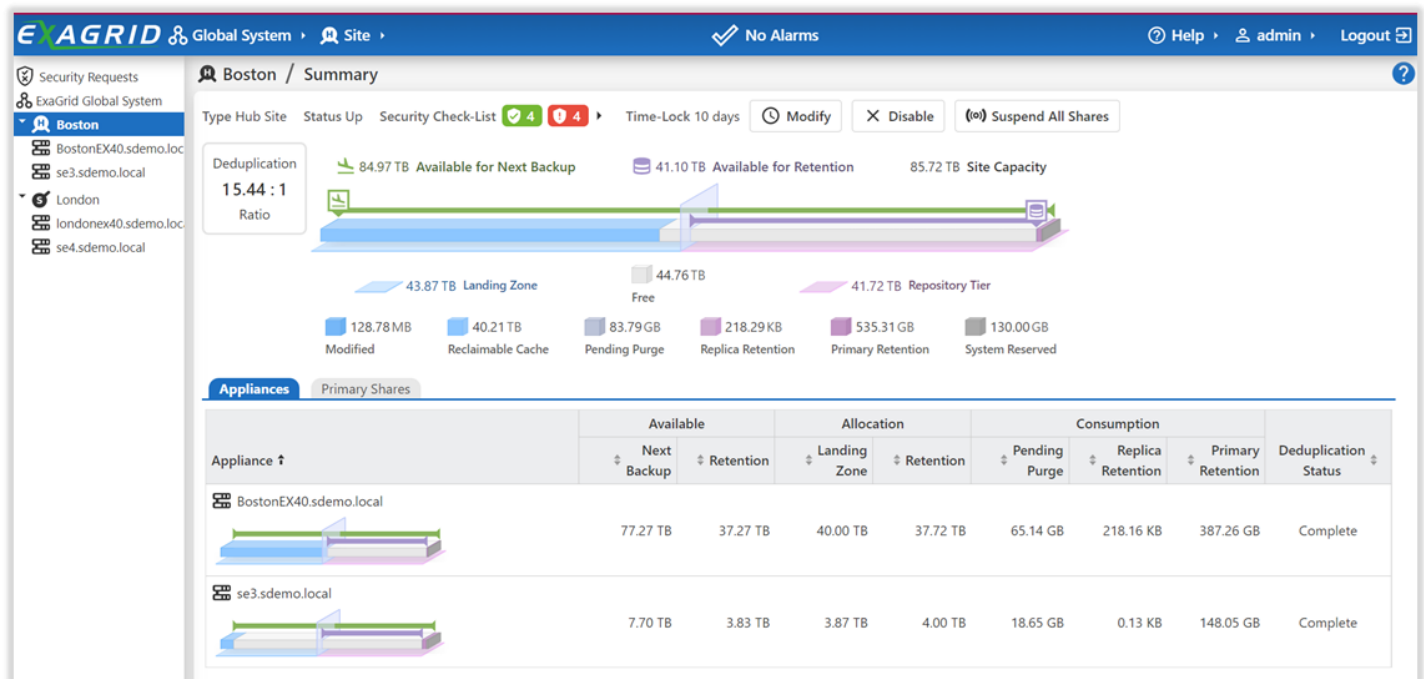 EXAGRID Global System Site No Alarms Help admin Logout
Security Requests
ExaGrid Global System
Boston
BostonEX40.sdemo.loc
se3.sdemo.local
London
londonex40.sdemo.loc
se4.sdemo.local
Boston / Summary
Type Hub Site Status Up Security Check-List 4 4 Time-Lock 10 days Modify Disable Suspend All Shares
Deduplication
15.44 : 1
Ratio
84.97 TB Available for Next Backup 41.10 TB Available for Retention 85.72 TB Site Capacity
43.87 TB Landing Zone
44.76 TB
Free
41.72 TB Repository Tier
128.78 MB 40.21 TB 83.79 GB 218.29 KB 535.31 GB 130.00 GB
Modified Reclaimable Cache Pending Purge Replica Retention Primary Retention System Reserved
Appliances Primary Shares
Available Allocation Consumption
Appliance Next Backup Retention Landing Zone Retention Pending Purge Replica Retention Primary Retention Deduplication Status
BostonEX40.sdemo.local
77.27 TB 37.27 TB 40.00 TB 37.72 TB 65.14 GB 218.16 KB 387.26 GB Complete
se3.sdemo.local
7.70 TB 3.83 TB 3.87 TB 4.00 TB 18.65 GB 0.13 KB 148.05 GB Complete